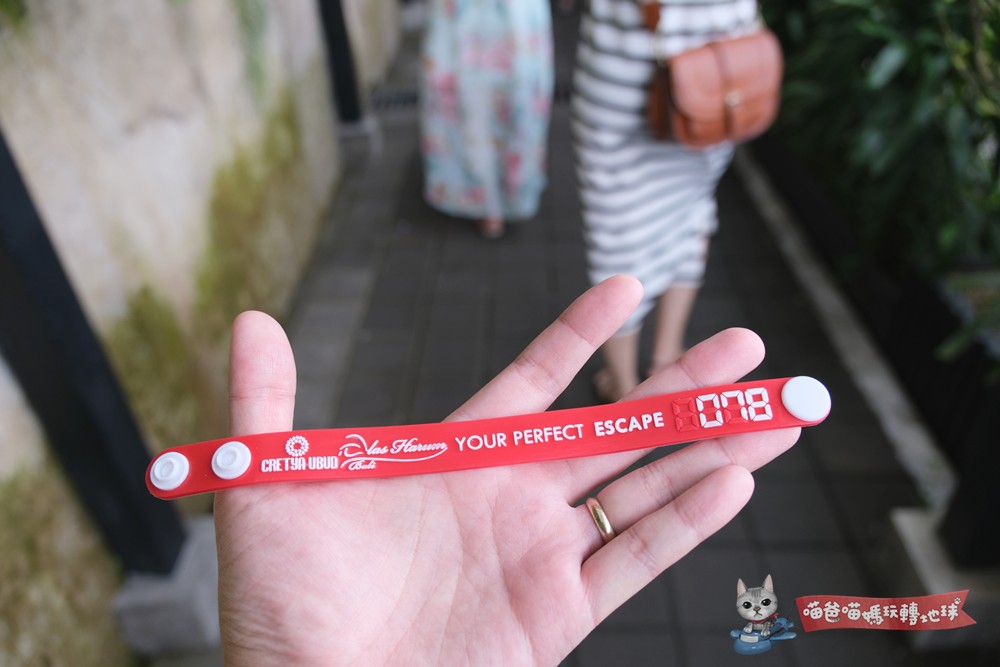 CRETYA UBUD
Alas Harum
Bali
YOUR PERFECT ESCAPE
078
喵爸喵媽玩轉地球